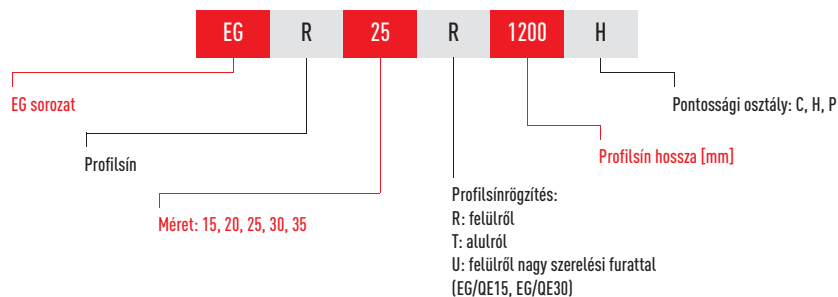 EG R 25 R 1200 H
EG sorozat
Pontossági osztály: C, H, P
Profilsín
Profilsín hossza [mm]
Méret: 15, 20, 25, 30, 35
Profilsínrögzítés:
R: felülről
T: alulról
U: felülről nagy szerelési furattal
(EG/QE15, EG/QE30)